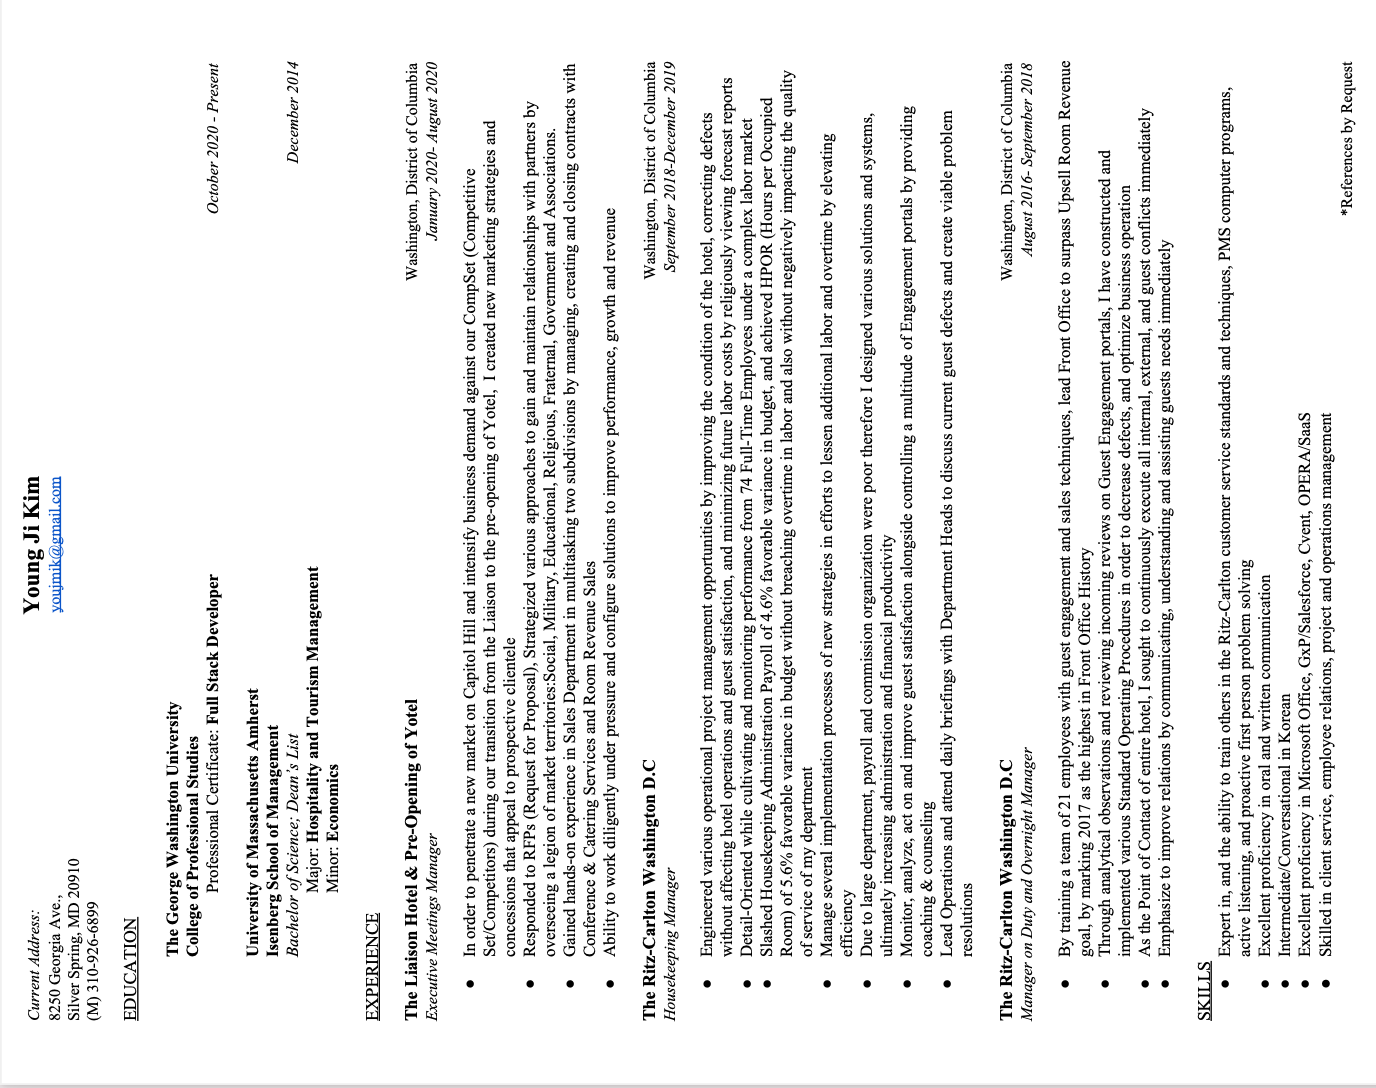 Young Ji Kim
youjmik@gmail.com
Current Address:
8250 Georgia Ave.,
Silver Spring, MD 20910
(M) 310-926-6899
EDUCATION
The George Washington University
College of Professional Studies
Professional Certificate: Full Stack Developer October 2020 - Present
University of Massachusetts Amherst
Isenberg School of Management
Bachelor of Science; Dean's List December 2014
Major: Hospitality and Tourism Management
Minor: Economics
EXPERIENCE
The Liaison Hotel & Pre-Opening of Yotel Washington, District of Columbia
Executive Meetings Manager January 2020- August 2020
● In order to penetrate a new market on Capitol Hill and intensify business demand against our CompSet (Competitive
Set/Competitors) during our transition from the Liaison to the pre-opening of Yotel, I created new marketing strategies and
concessions that appeal to prospective clientele
● Responded to RFPs (Request for Proposal), Strategized various approaches to gain and maintain relationships with partners by
overseeing a legion of market territories:Social, Military, Educational, Religious, Fraternal, Government and Associations.
● Gained hands-on experience in Sales Department in multitasking two subdivisions by managing, creating and closing contracts with
Conference & Catering Services and Room Revenue Sales
● Ability to work diligently under pressure and configure solutions to improve performance, growth and revenue
The Ritz-Carlton Washington D.C Washington, District of Columbia
Housekeeping Manager September 2018-December 2019
● Engineered various operational project management opportunities by improving the condition of the hotel, correcting defects
without affecting hotel operations and guest satisfaction, and minimizing future labor costs by religiously viewing forecast reports
● Detail-Oriented while cultivating and monitoring performance from 74 Full-Time Employees under a complex labor market
● Slashed Housekeeping Administration Payroll of 4.6% favorable variance in budget, and achieved HPOR (Hours per Occupied
Room) of 5.6% favorable variance in budget without breaching overtime in labor and also without negatively impacting the quality
of service of my department
● Manage several implementation processes of new strategies in efforts to lessen additional labor and overtime by elevating
efficiency
● Due to large department, payroll and commission organization were poor therefore I designed various solutions and systems,
ultimately increasing administration and financial productivity
● Monitor, analyze, act on and improve guest satisfaction alongside controlling a multitude of Engagement portals by providing
coaching & counseling
● Lead Operations and attend daily briefings with Department Heads to discuss current guest defects and create viable problem
resolutions
The Ritz-Carlton Washington D.C Washington, District of Columbia
Manager on Duty and Overnight Manager August 2016- September 2018
● By training a team of 21 employees with guest engagement and sales techniques, lead Front Office to surpass Upsell Room Revenue
goal, by marking 2017 as the highest in Front Office History
● Through analytical observations and reviewing incoming reviews on Guest Engagement portals, I have constructed and
implemented various Standard Operating Procedures in order to decrease defects, and optimize business operation
● As the Point of Contact of entire hotel, I sought to continuously execute all internal, external, and guest conflicts immediately
● Emphasize to improve relations by communicating, understanding and assisting guests needs immediately
SKILLS
● Expert in, and the ability to train others in the Ritz-Carlton customer service standards and techniques, PMS computer programs,
active listening, and proactive first person problem solving
● Excellent proficiency in oral and written communication
● Intermediate/Conversational in Korean
● Excellent proficiency in Microsoft Office, GxP/Salesforce, Cvent, OPERA/SaaS
● Skilled in client service, employee relations, project and operations management
*References by Request